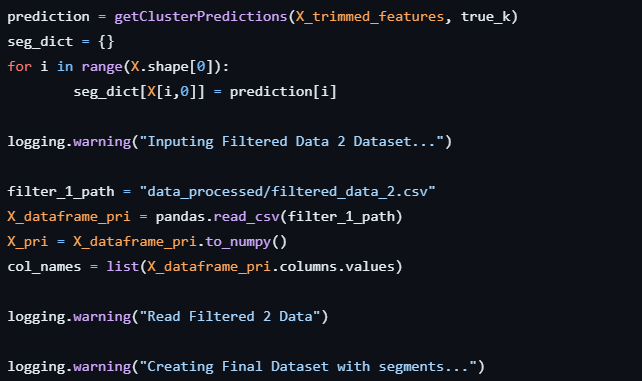 prediction = getClusterPredictions(X_trimmed_features, true_k)
seg_dict = {}
for i in range(X.shape[0]):
        seg_dict[X[i,0]] = prediction[i]
logging.warning("Inputing Filtered Data 2 Dataset...")
filter_1_path = "data_processed/filtered_data_2.csv"
X_dataframe_pri = pandas.read_csv(filter_1_path)
X_pri = X_dataframe_pri.to_numpy()
col_names = list(X_dataframe_pri.columns.values)
logging.warning("Read Filtered 2 Data")
logging.warning("Creating Final Dataset with segments...")